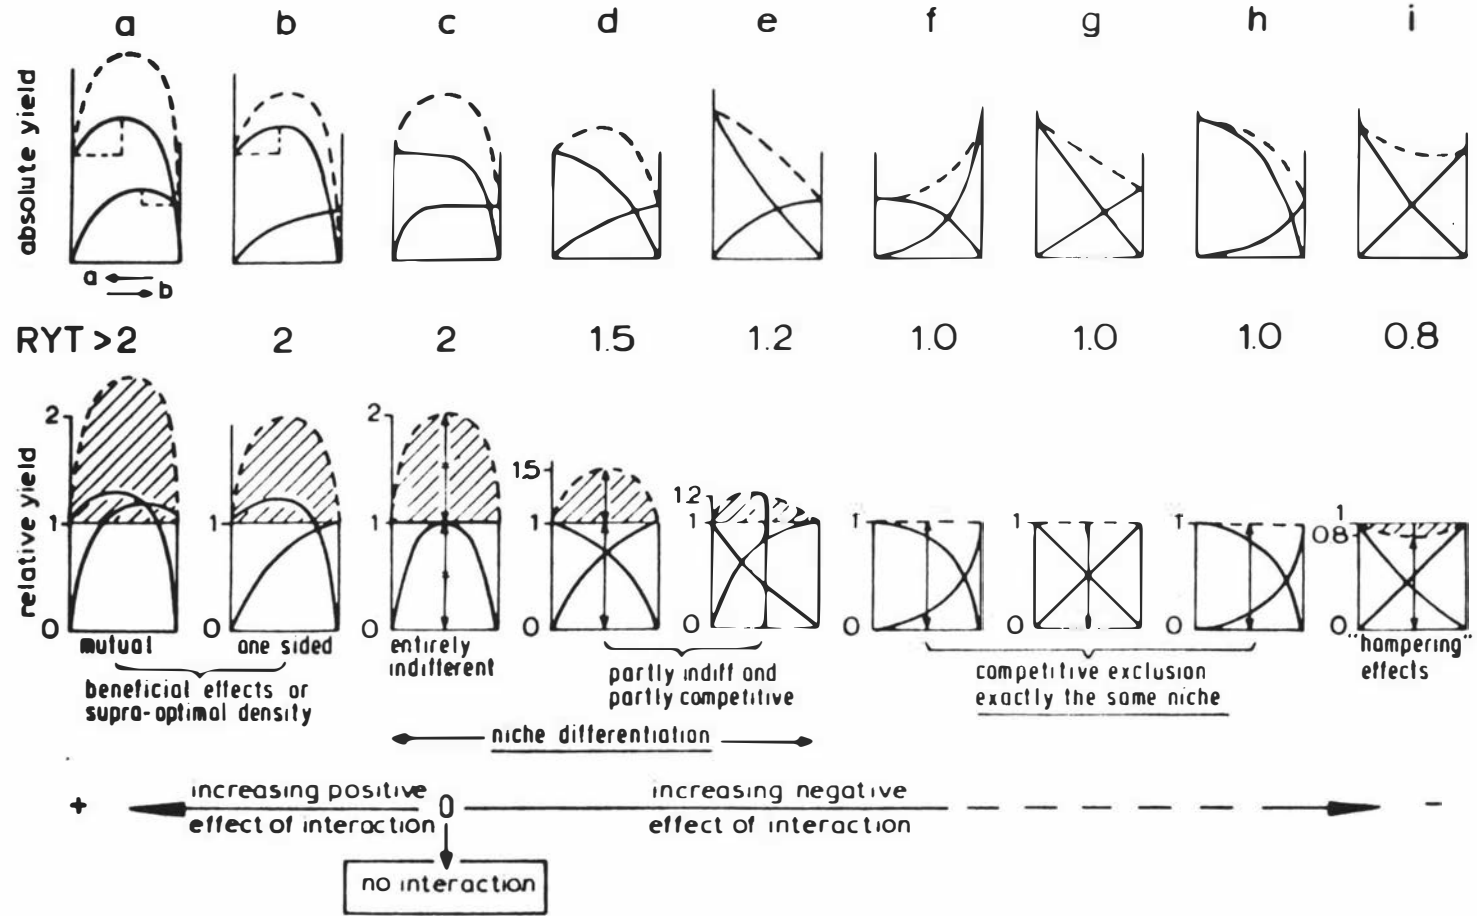 a b c d e f g h i
absolute yield
a
b
RYT >2 2 2 1.5 1.2 1.0 1.0 1.0 0.8
relative yield
2
1
0
1
0
2
1
0
1.5
1
0
1.2
1
0
1
0
1
0
1
0
1
0.8
0
mutual
one sided
beneficial effects or
supra-optimal density
entirely
indifferent
partly indiff and
partly competitive
competitive exclusion
exactly the same niche
"hampering"
effects
niche differentiation
+ increasing positive 0 increasing negative -
effect of interaction effect of interaction
no interaction